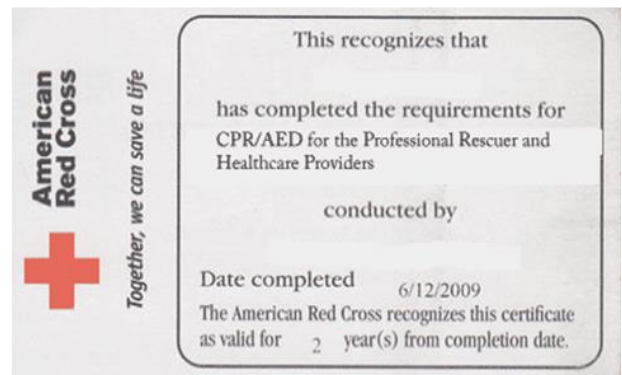 American
Red Cross
Together, we can save a life
This recognizes that
has completed the requirements for
CPR/AED for the Professional Rescuer and
Healthcare Providers
conducted by
Date completed 6/12/2009
The American Red Cross recognizes this certificate
as valid for 2 year(s) from completion date.